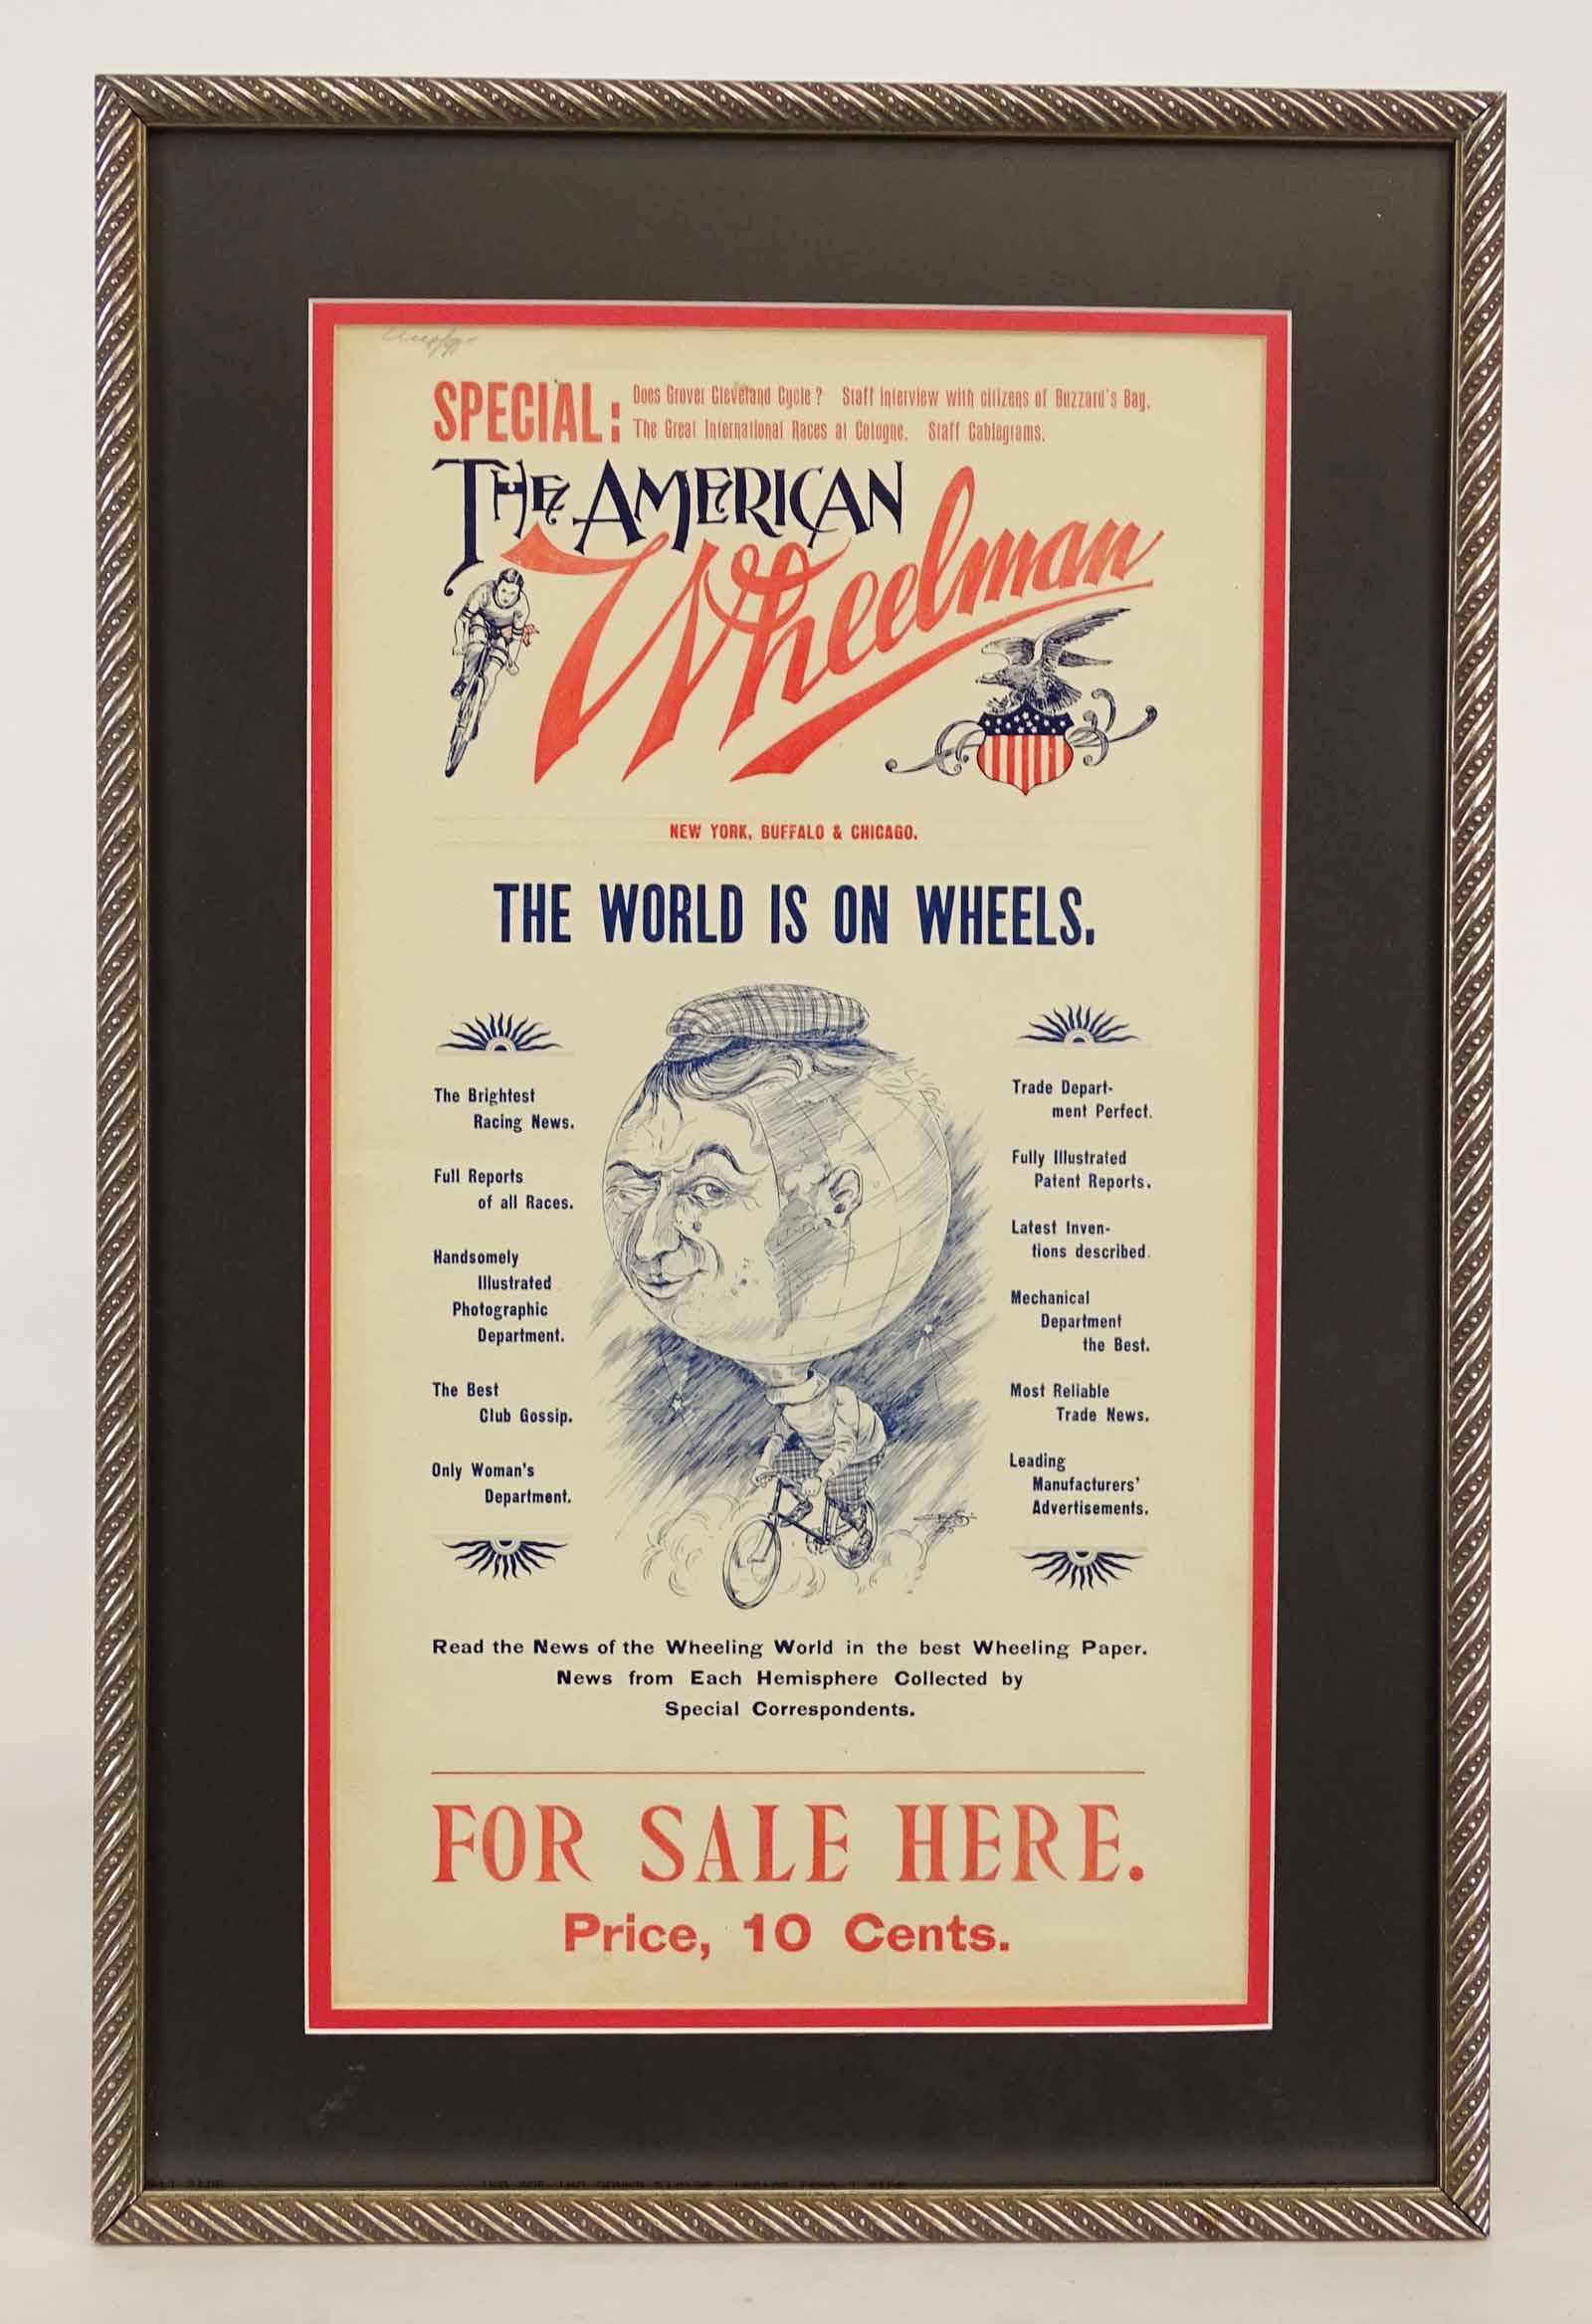 SPECIAL: Does Grover Cleveland Cycle? Staff interview with citizens of Buzzard's Bay.
The Great International Races at Cologne. Staff Cablegrams.
THE AMERICAN
Wheelman
NEW YORK, BUFFALO & CHICAGO.
THE WORLD IS ON WHEELS.
The Brightest
Racing News.
Full Reports
of all Races.
Handsomely
Illustrated
Photographic
Department.
The Best
Club Gossip.
Only Woman's
Department.
Trade Depart-
ment Perfect.
Fully Illustrated
Patent Reports.
Latest Inven-
tions described.
Mechanical
Department
the Best.
Most Reliable
Trade News.
Leading
Manufacturers'
Advertisements.
Read the News of the Wheeling World in the best Wheeling Paper.
News from Each Hemisphere Collected by
Special Correspondents.
FOR SALE HERE.
Price, 10 Cents.